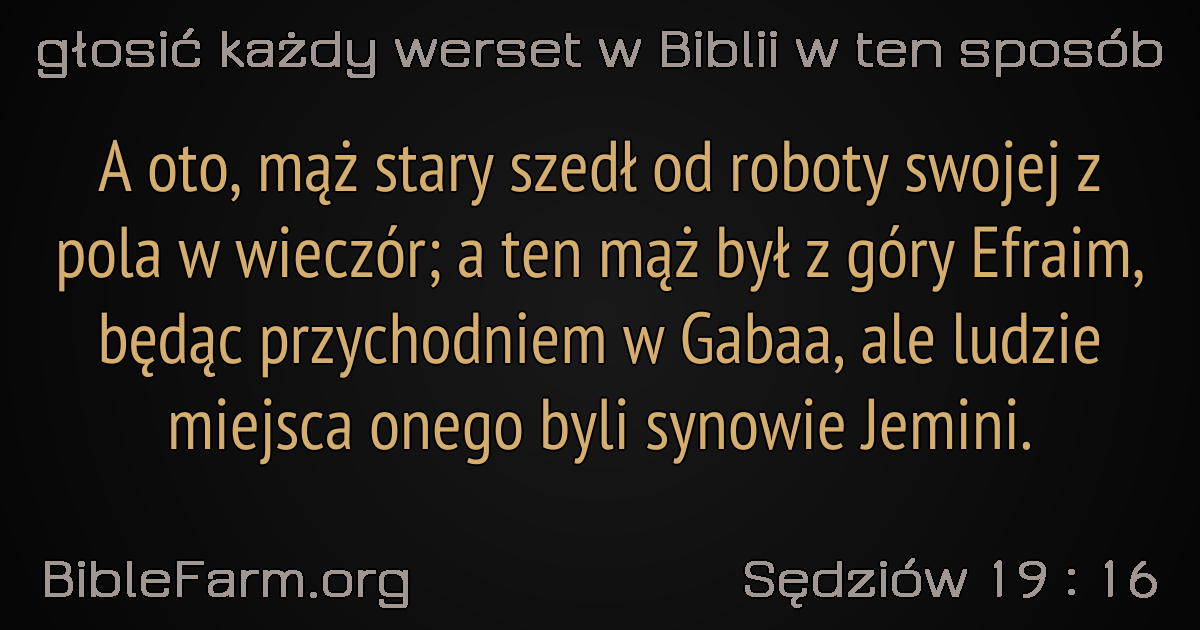 głosić każdy werset w Biblii w ten sposób
A oto, mąż stary szedł od roboty swojej z
pola w wieczór; a ten mąż był z góry Efraim,
będąc przychodniem w Gabaa, ale ludzie
miejsca onego byli synowie Jemini.
BibleFarm.org
Sędziów 19 : 16